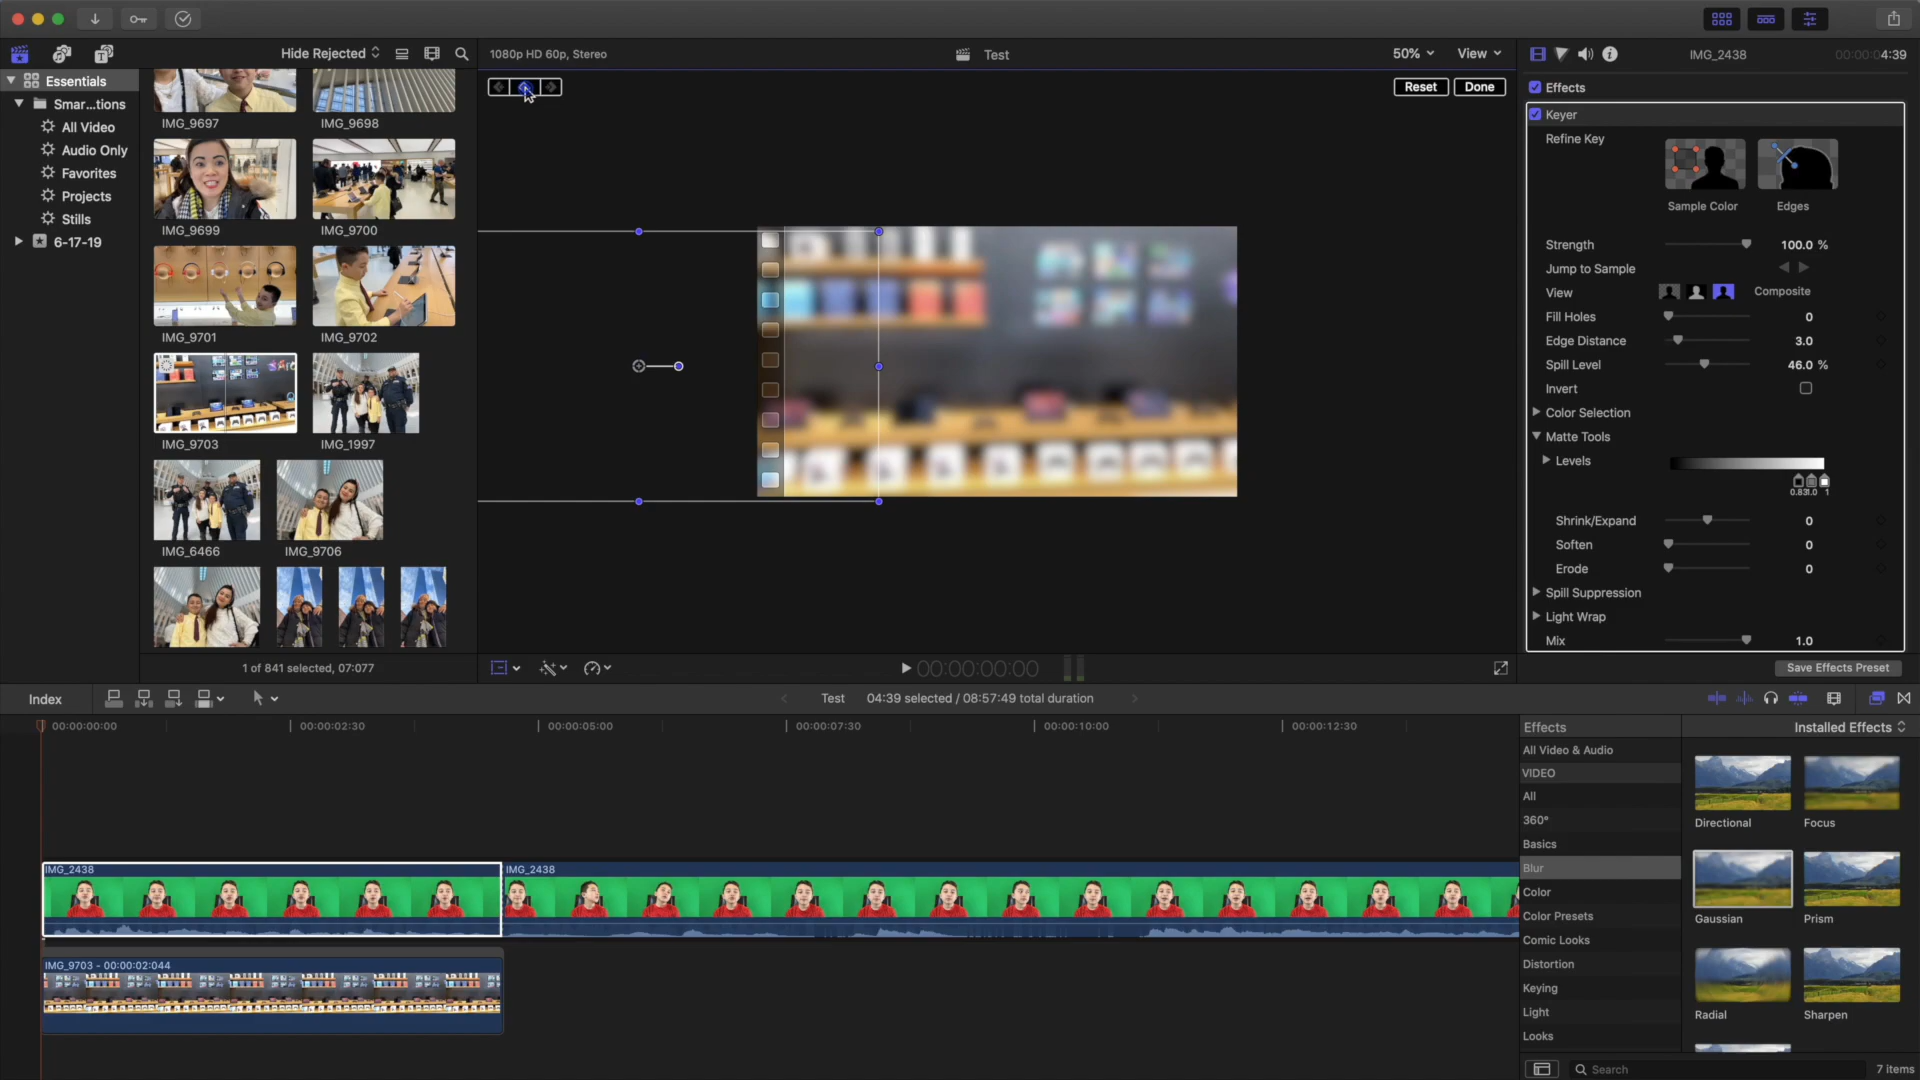 Hide Rejected
1080p HD 60p, Stereo
Test
50%
View
IMG_2438
00:00:04:39
Essentials
Smar...tions
All Video
Audio Only
Favorites
Projects
Stills
6-17-19
IMG_9697
IMG_9698
IMG_9699
IMG_9700
IMG_9701
IMG_9702
IMG_9703
IMG_1997
IMG_6466
IMG_9706
1 of 841 selected, 07:077
Reset
Done
00:00:00:00
Effects
Keyer
Refine Key
Sample Color
Edges
Strength
100.0 %
Jump to Sample
View
Composite
Fill Holes
0
Edge Distance
3.0
Spill Level
46.0 %
Invert
Color Selection
Matte Tools
Levels
1
Shrink/Expand
0
Soften
0
Erode
0
Spill Suppression
Light Wrap
Mix
1.0
Save Effects Preset
Index
Test
04:39 selected / 08:57:49 total duration
00:00:00:00
00:00:02:30
00:00:05:00
00:00:07:30
00:00:10:00
00:00:12:30
IMG_2438
IMG_2438
IMG_9703 - 00:00:02:044
Effects
Installed Effects
All Video & Audio
VIDEO
All
360°
Basics
Blur
Color
Color Presets
Comic Looks
Distortion
Keying
Light
Looks
Directional
Focus
Gaussian
Prism
Radial
Sharpen
Search
7 items